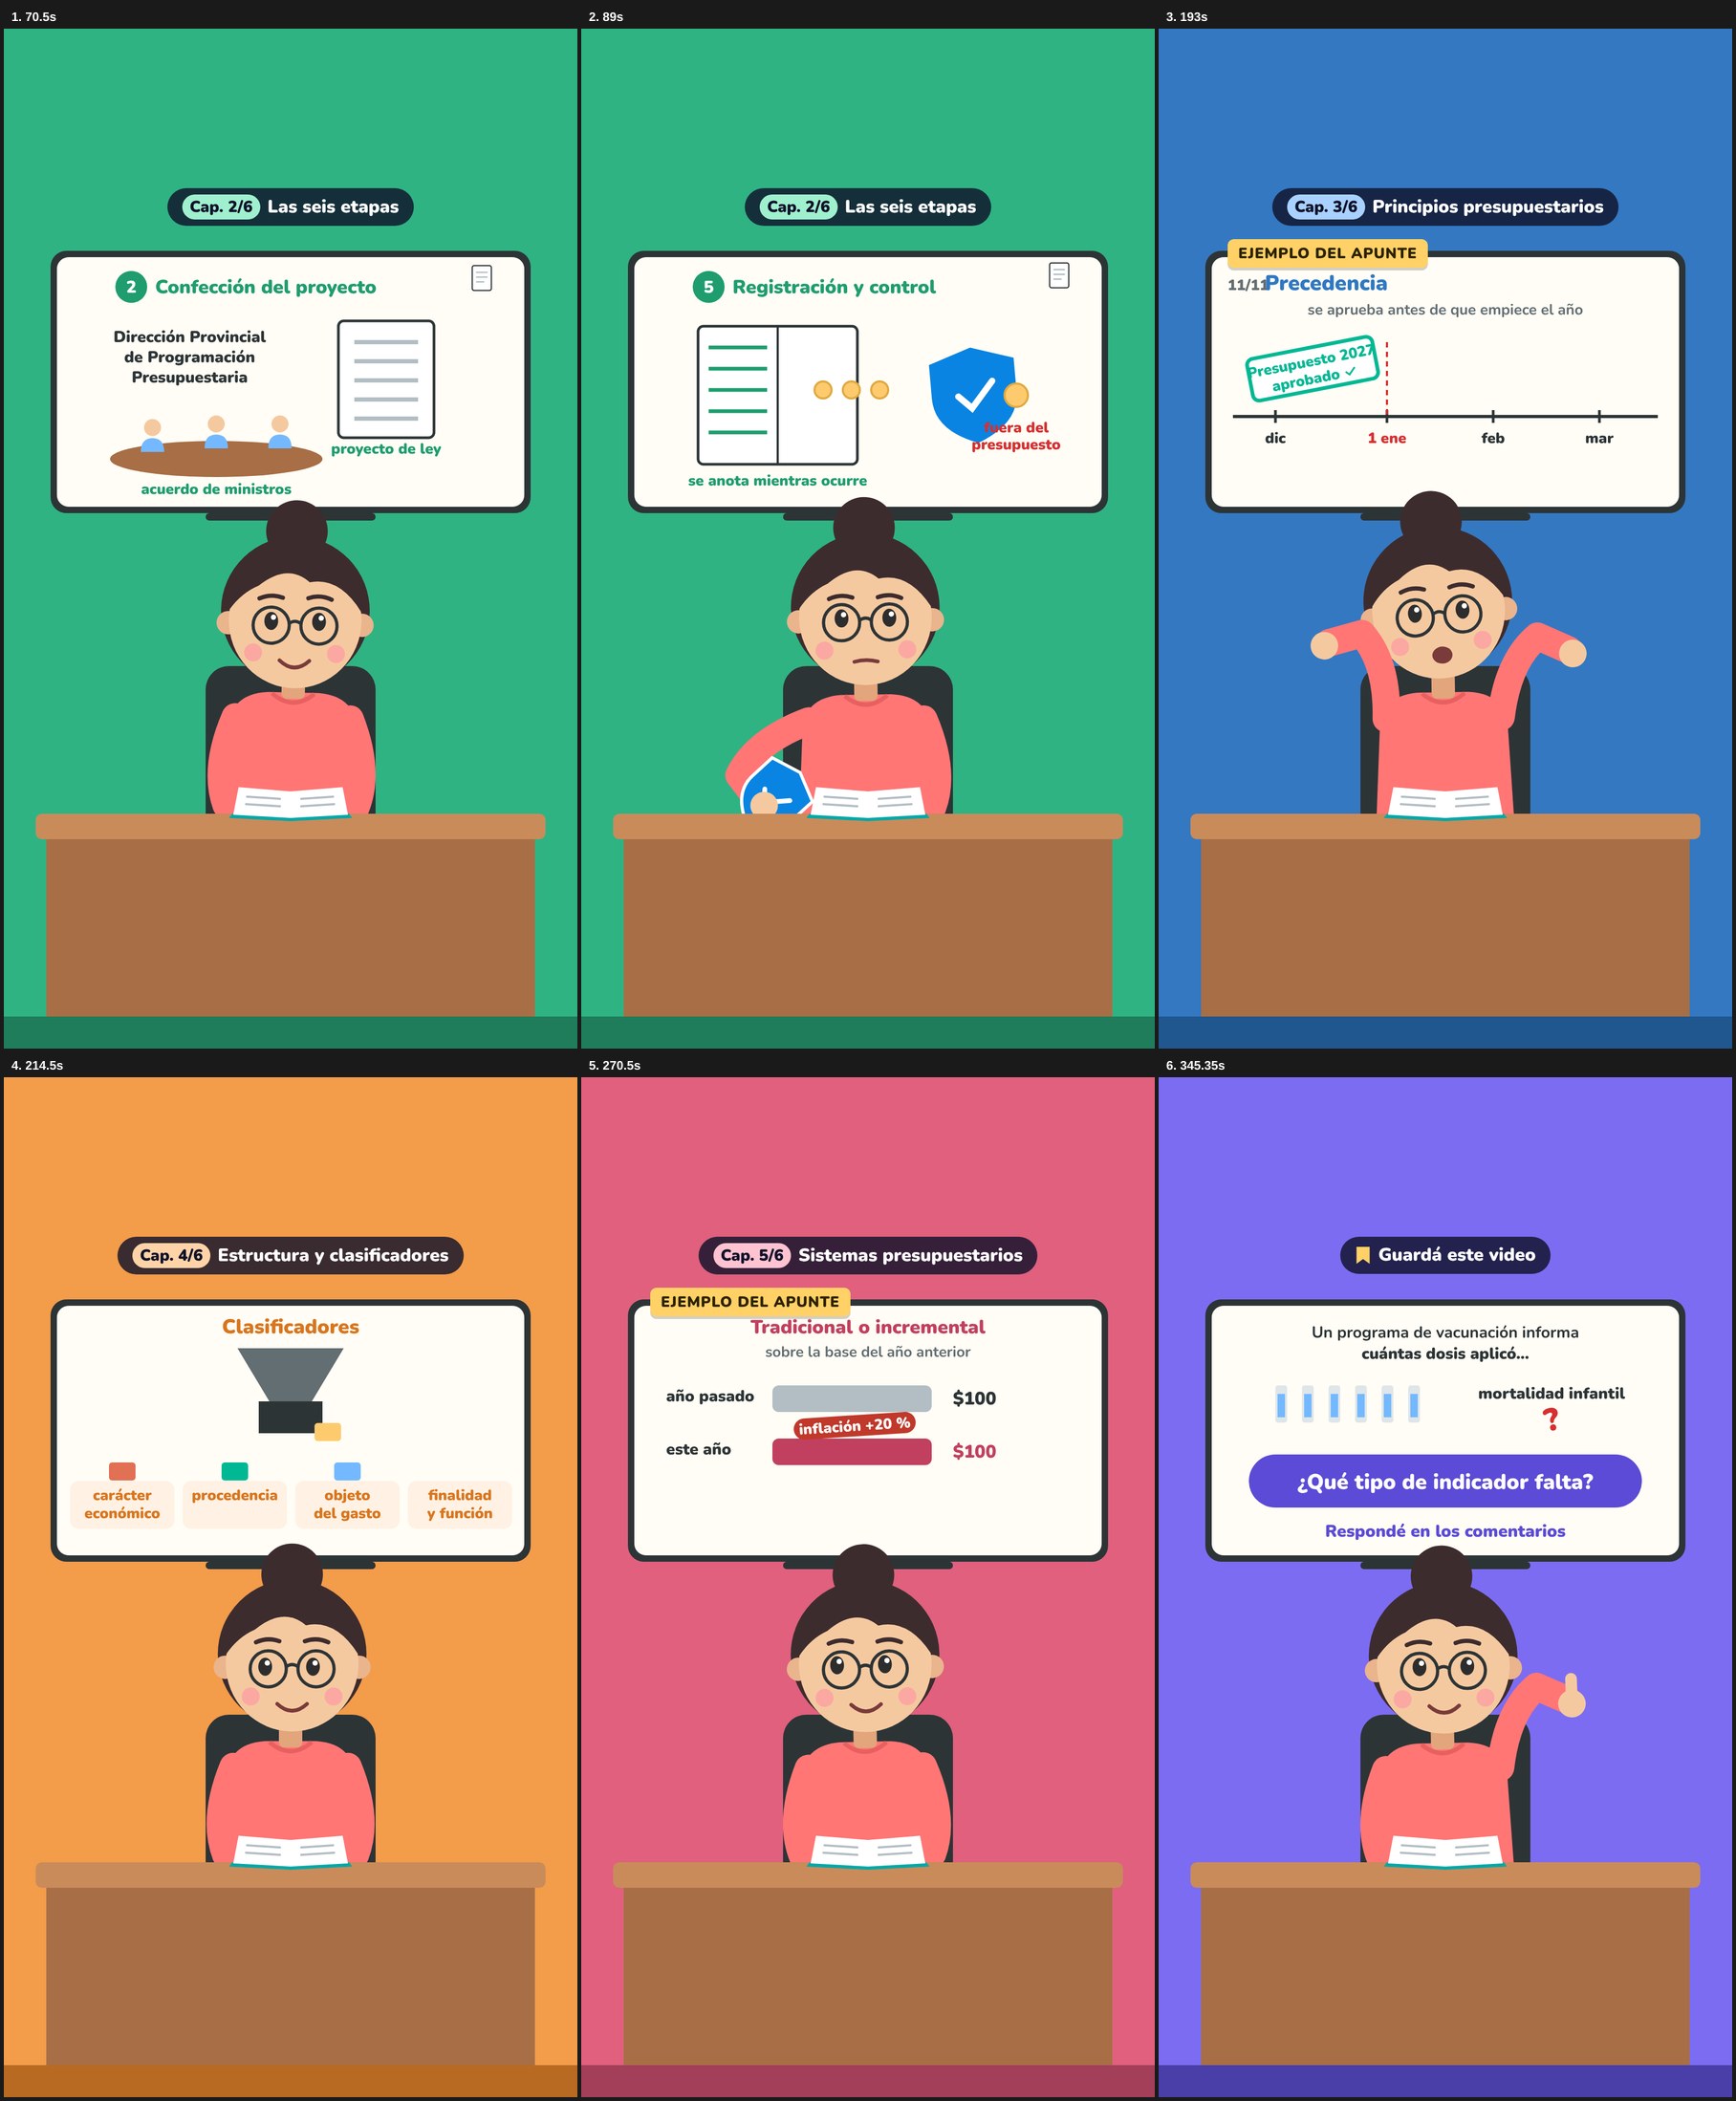 1. 70.5s
Cap. 2/6 Las seis etapas
2 Confección del proyecto
Dirección Provincial
de Programación
Presupuestaria
proyecto de ley
acuerdo de ministros
2. 89s
Cap. 2/6 Las seis etapas
5 Registración y control
fuera del
presupuesto
se anota mientras ocurre
3. 193s
Cap. 3/6 Principios presupuestarios
EJEMPLO DEL APUNTE
11/11 Precedencia
se aprueba antes de que empiece el año
Presupuesto 2027
aprobado ✓
dic 1 ene feb mar
4. 214.5s
Cap. 4/6 Estructura y clasificadores
Clasificadores
carácter
económico
procedencia
objeto
del gasto
finalidad
y función
5. 270.5s
Cap. 5/6 Sistemas presupuestarios
EJEMPLO DEL APUNTE
Tradicional o incremental
sobre la base del año anterior
año pasado $100
inflación +20 %
este año $100
6. 345.35s
Guardá este video
Un programa de vacunación informa
cuántas dosis aplicó...
mortalidad infantil
?
¿Qué tipo de indicador falta?
Respondé en los comentarios